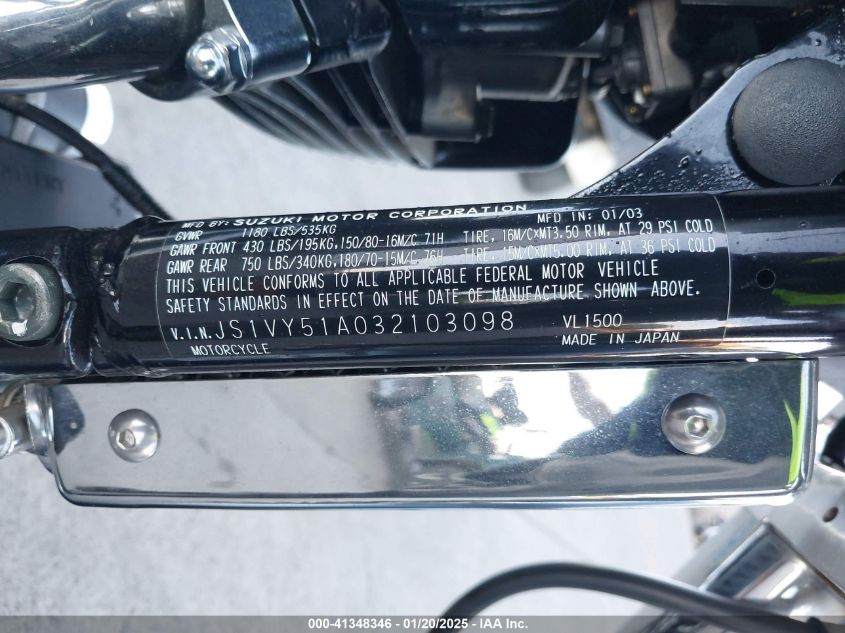 MFD BY: SUZUKI MOTOR CORPORATION MFD IN: 01/03
GVWR 1180 LBS/535KG
GAWR FRONT 430 LBS/195KG, 150/80-16M/C 71H TIRE, 16M/CXMT3.50 RIM, AT 29 PSI COLD
GAWR REAR 750 LBS/340KG, 180/70-15M/C, 76H TIRE, 15M/CXMT5.00 RIM, AT 36 PSI COLD
THIS VEHICLE CONFORMS TO ALL APPLICABLE FEDERAL MOTOR VEHICLE
SAFETY STANDARDS IN EFFECT ON THE DATE OF MANUFACTURE SHOWN ABOVE.
V.I.N. JS1VY51A032103098 VL1500
MOTORCYCLE MADE IN JAPAN
000-41348346 / 01/20/2025 / IAA Inc.